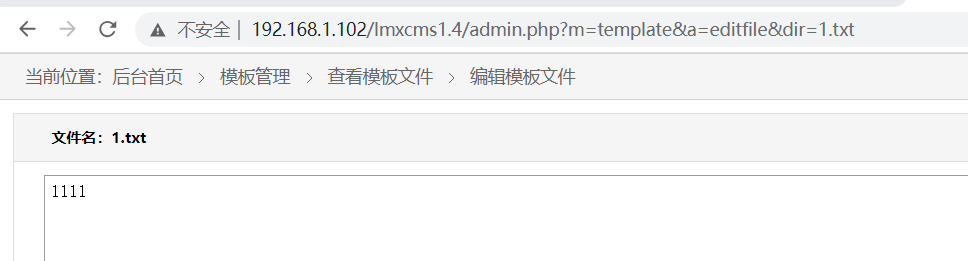 不安全 | 192.168.1.102/lmxcms1.4/admin.php?m=template&a=editfile&dir=1.txt
当前位置：后台首页 > 模板管理 > 查看模板文件 > 编辑模板文件
文件名：1.txt
1111